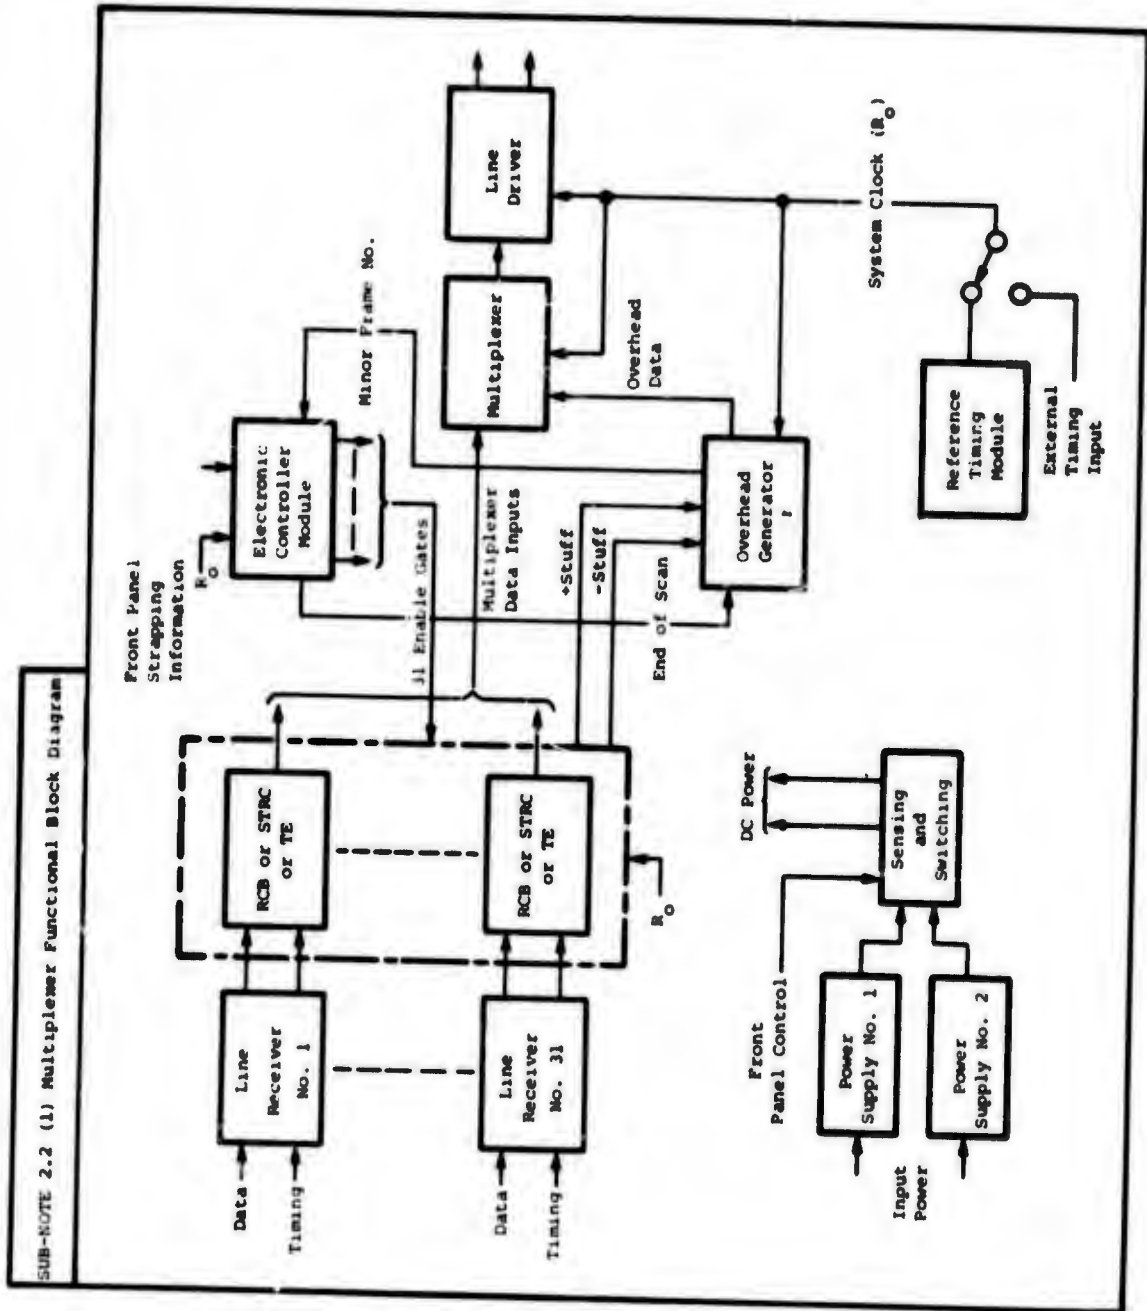 SUB-NOTE 2.2 (1) Multiplexer Functional Block Diagram
Front Panel
Strapping
Information
R₀
Electronic
Controller
Module
Minor Frame No.
31 Enable Gates
Data
Timing
Line
Receiver
No. 1
RCB or STRC
or TE
Data
Timing
Line
Receiver
No. 31
RCB or STRC
or TE
R₀
Multiplexer
Data Inputs
Multiplexer
Line
Driver
+Stuff
-Stuff
End of Scan
Overhead
Data
Overhead
Generator
System Clock (R₀)
Reference
Timing
Module
External
Timing
Input
Front
Panel Control
DC Power
Input
Power
Power
Supply No. 1
Power
Supply No. 2
Sensing
and
Switching